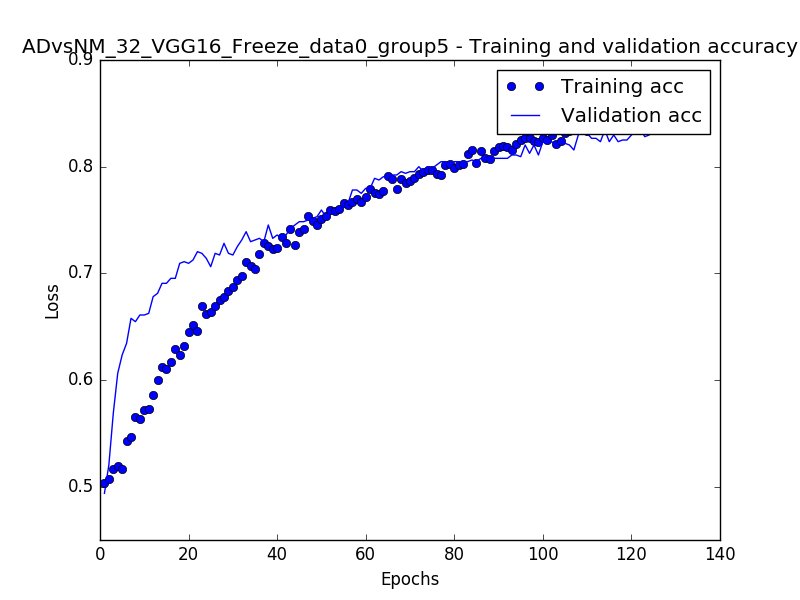 ADvsNM_32_VGG16_Freeze_data0_group5 - Training and validation accuracy
0.9
0.8
0.7
0.6
0.5
Loss
Training acc
Validation acc
0 20 40 60 80 100 120 140
Epochs